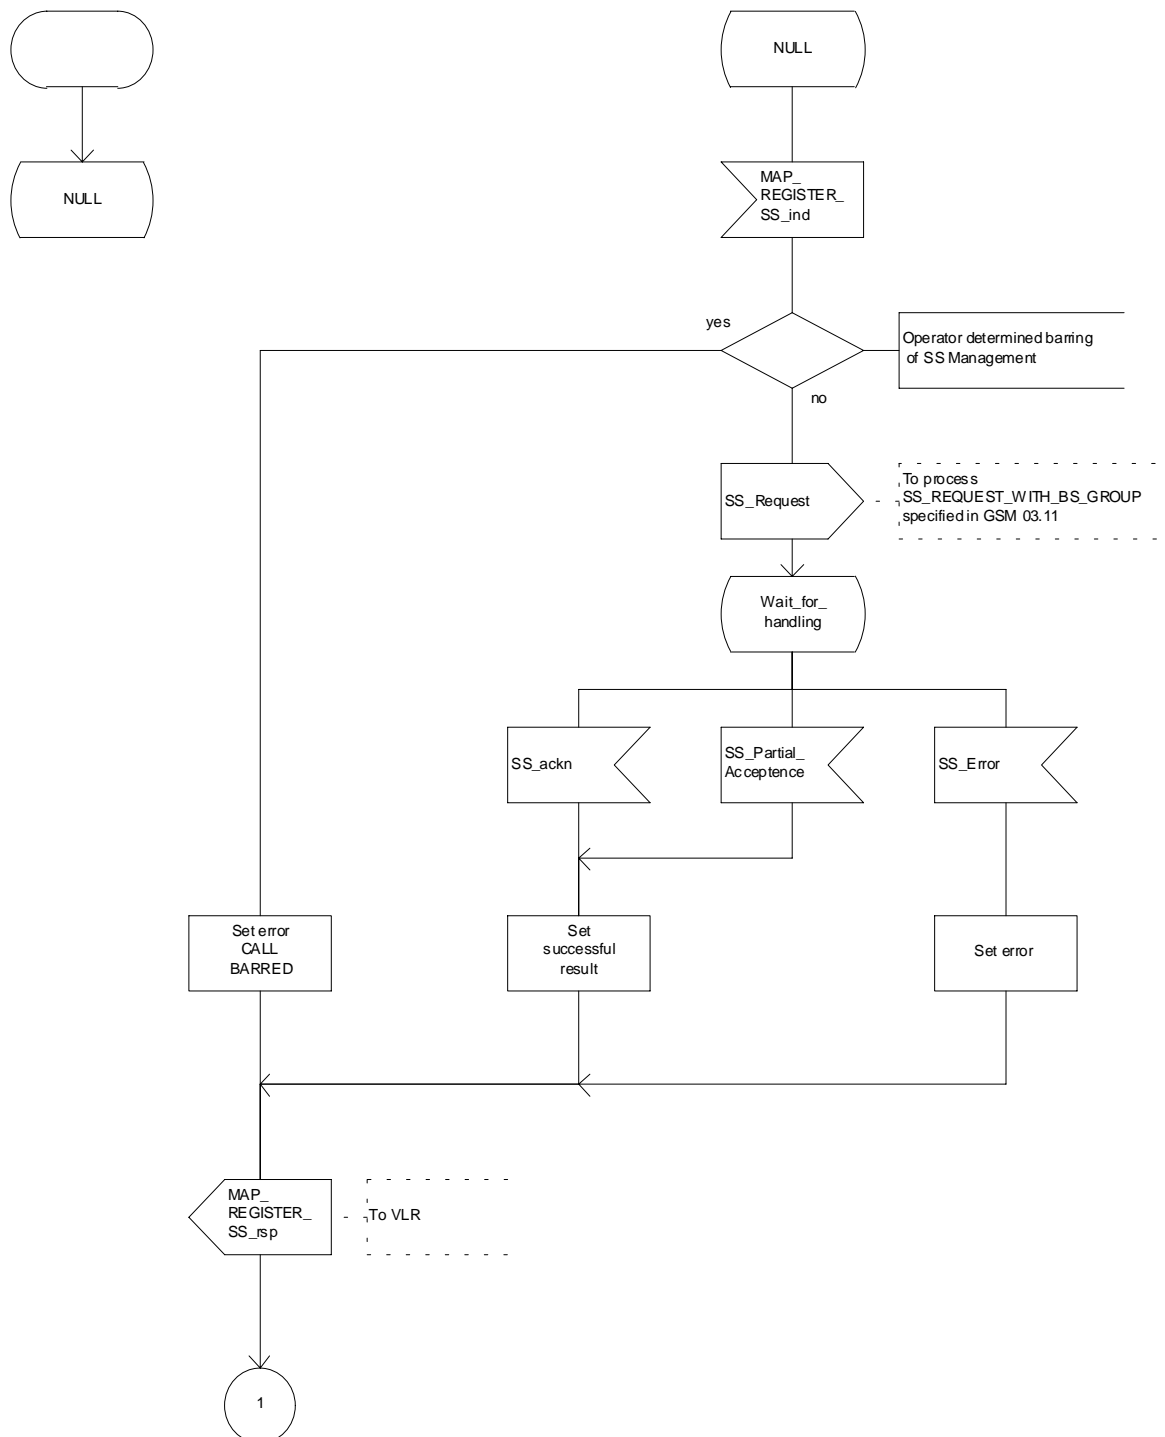 NULL
NULL
MAP_
REGISTER_
SS_ind
yes
Operator determined barring
of SS Management
no
SS_Request
To process
SS_REQUEST_WITH_BS_GROUP
specified in GSM 03.11
Wait_for_
handling
SS_ackn
SS_Partial_
Acceptence
SS_Error
Set error
CALL
BARRED
Set
successful
result
Set error
MAP_
REGISTER_
SS_rsp
To VLR
1